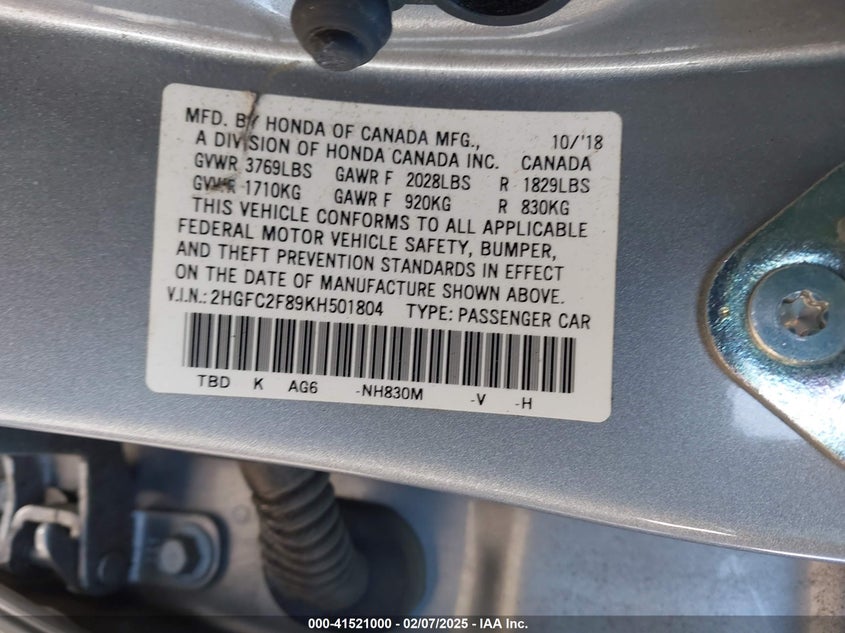 MFD. BY HONDA OF CANADA MFG., 10/'18
A DIVISION OF HONDA CANADA INC. CANADA
GVWR 3769LBS GAWR F 2028LBS R 1829LBS
GVWR 1710KG GAWR F 920KG R 830KG
THIS VEHICLE CONFORMS TO ALL APPLICABLE
FEDERAL MOTOR VEHICLE SAFETY, BUMPER,
AND THEFT PREVENTION STANDARDS IN EFFECT
ON THE DATE OF MANUFACTURE SHOWN ABOVE.
V.I.N.: 2HGFC2F89KH501804 TYPE: PASSENGER CAR
TBD K AG6 -NH830M -V -H
000-41521000 - 02/07/2025 - IAA Inc.